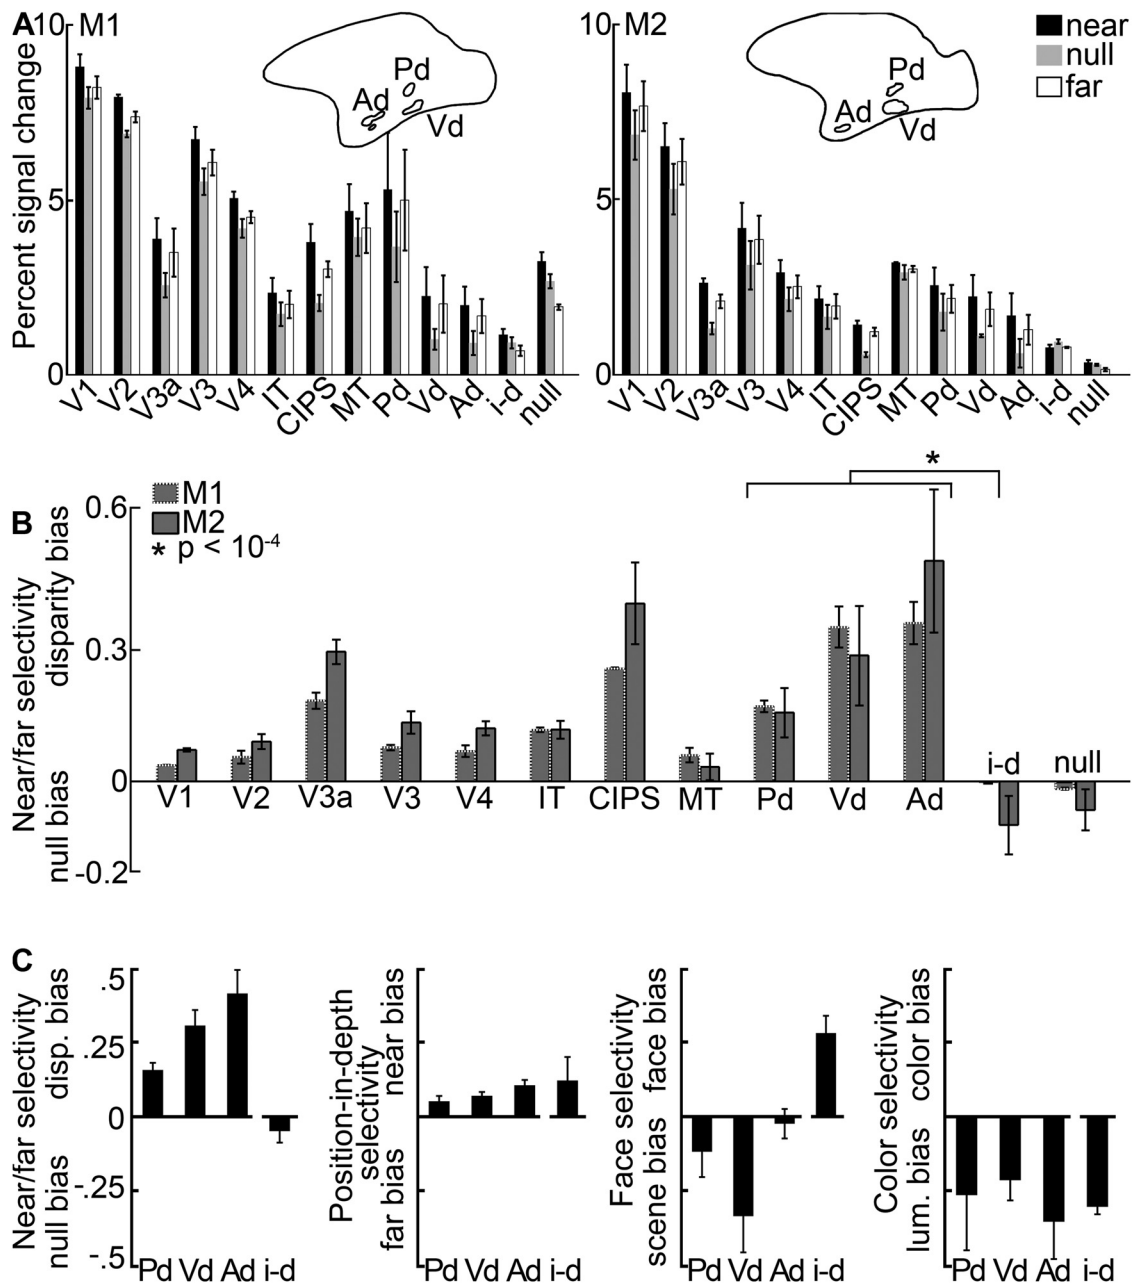 A
10 M1
Percent signal change
5
0
Pd
Ad
Vd
V1 V2 V3a V3 V4 IT CIPS MT Pd Vd Ad i-d null
10 M2
5
0
Pd
Ad
Vd
near
null
far
V1 V2 V3a V3 V4 IT CIPS MT Pd Vd Ad i-d null
B
M1
M2
* p < 10-4
*
Near/far selectivity
null bias disparity bias
0.6
0.3
0
-0.2
V1 V2 V3a V3 V4 IT CIPS MT Pd Vd Ad
i-d null
C
Near/far selectivity
null bias disp. bias
.5
.25
0
-.25
-.5
Pd Vd Ad i-d
Position-in-depth
selectivity
far bias near bias
Pd Vd Ad i-d
Face selectivity
scene bias face bias
Pd Vd Ad i-d
Color selectivity
lum. bias color bias
Pd Vd Ad i-d